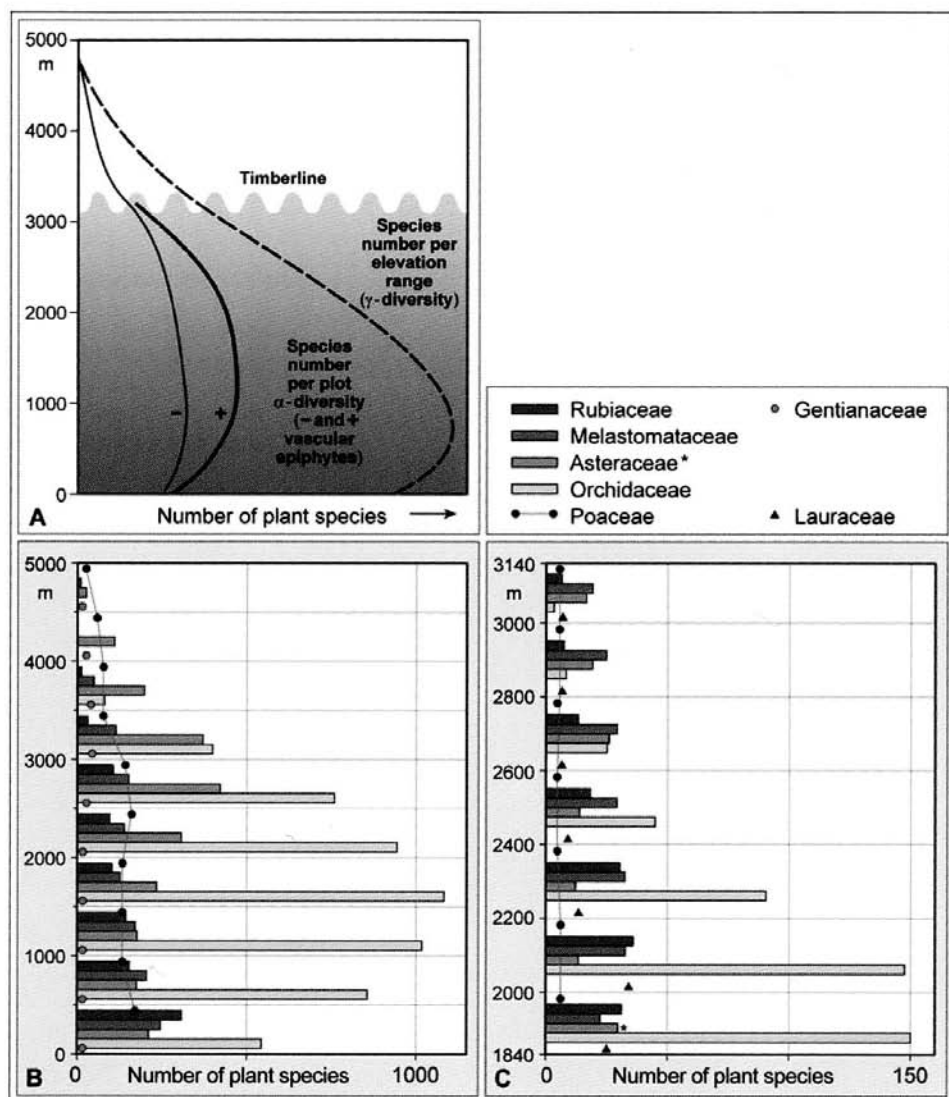 5000
m
4000
3000
2000
1000
0
Timberline
Species
number per
elevation
range
(γ-diversity)
Species
number
per plot
α-diversity
(− and +
vascular
epiphytes)
−
+
A
Number of plant species
Rubiaceae
Melastomataceae
Asteraceae*
Orchidaceae
Poaceae
Gentianaceae
Lauraceae
5000
m
4000
3000
2000
1000
0
B
0
Number of plant species
1000
3140
m
3000
2800
2600
2400
2200
2000
1840
*
C
0
Number of plant species
150